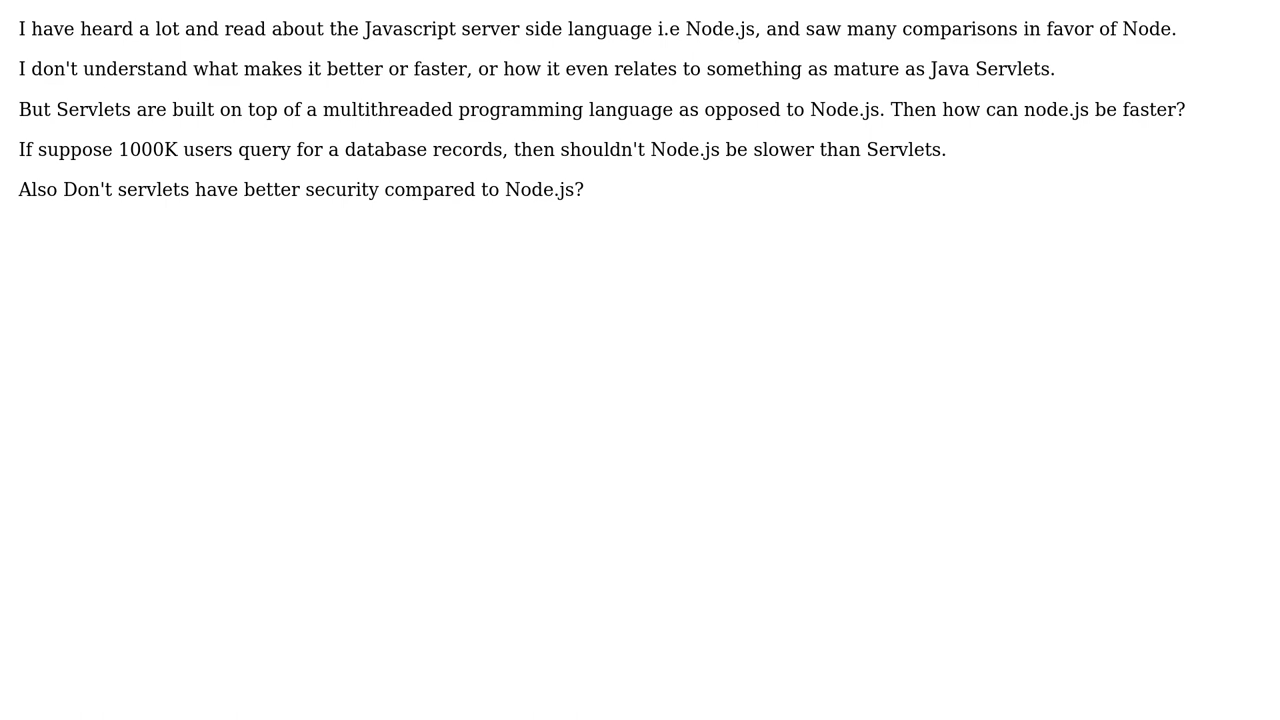 I have heard a lot and read about the Javascript server side language i.e Node.js, and saw many comparisons in favor of Node.
I don't understand what makes it better or faster, or how it even relates to something as mature as Java Servlets.
But Servlets are built on top of a multithreaded programming language as opposed to Node.js. Then how can node.js be faster?
If suppose 1000K users query for a database records, then shouldn't Node.js be slower than Servlets.
Also Don't servlets have better security compared to Node.js?